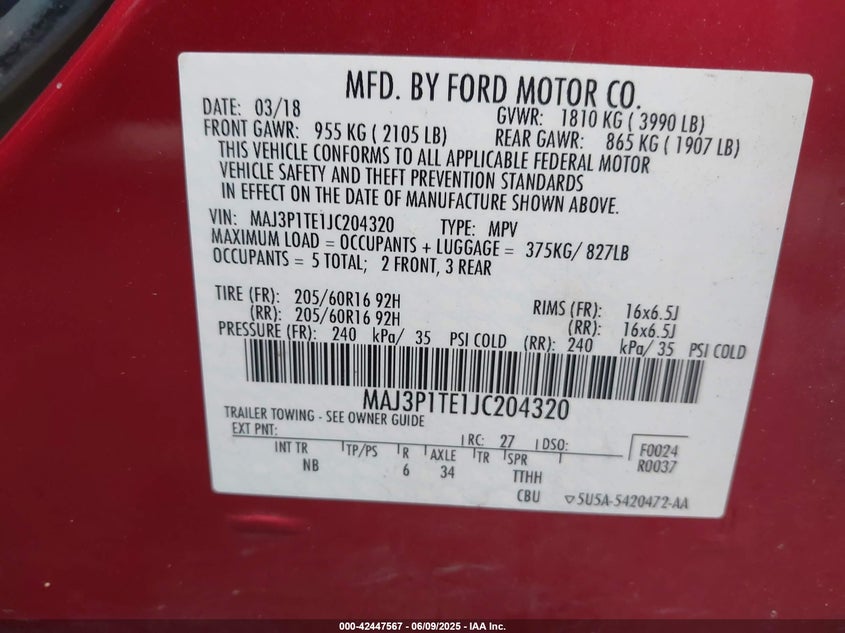 MFD. BY FORD MOTOR CO.
DATE: 03/18 GVWR: 1810 KG ( 3990 LB)
FRONT GAWR: 955 KG ( 2105 LB) REAR GAWR: 865 KG ( 1907 LB)
THIS VEHICLE CONFORMS TO ALL APPLICABLE FEDERAL MOTOR
VEHICLE SAFETY AND THEFT PREVENTION STANDARDS
IN EFFECT ON THE DATE OF MANUFACTURE SHOWN ABOVE.
VIN: MAJ3P1TE1JC204320 TYPE: MPV
MAXIMUM LOAD = OCCUPANTS + LUGGAGE = 375KG/ 827LB
OCCUPANTS = 5 TOTAL; 2 FRONT, 3 REAR
TIRE (FR): 205/60R16 92H RIMS (FR): 16x6.5J
(RR): 205/60R16 92H (RR): 16x6.5J
PRESSURE (FR): 240 kPa/ 35 PSI COLD (RR): 240 kPa/ 35 PSI COLD
MAJ3P1TE1JC204320
TRAILER TOWING - SEE OWNER GUIDE
EXT PNT: RC: 27 DSO: F0024
INT TR TP/PS R AXLE TR SPR R0037
NB 6 34 TTHH
CBU 5U5A-5420472-AA
000-42447567 | 06/09/2025 - IAA Inc.